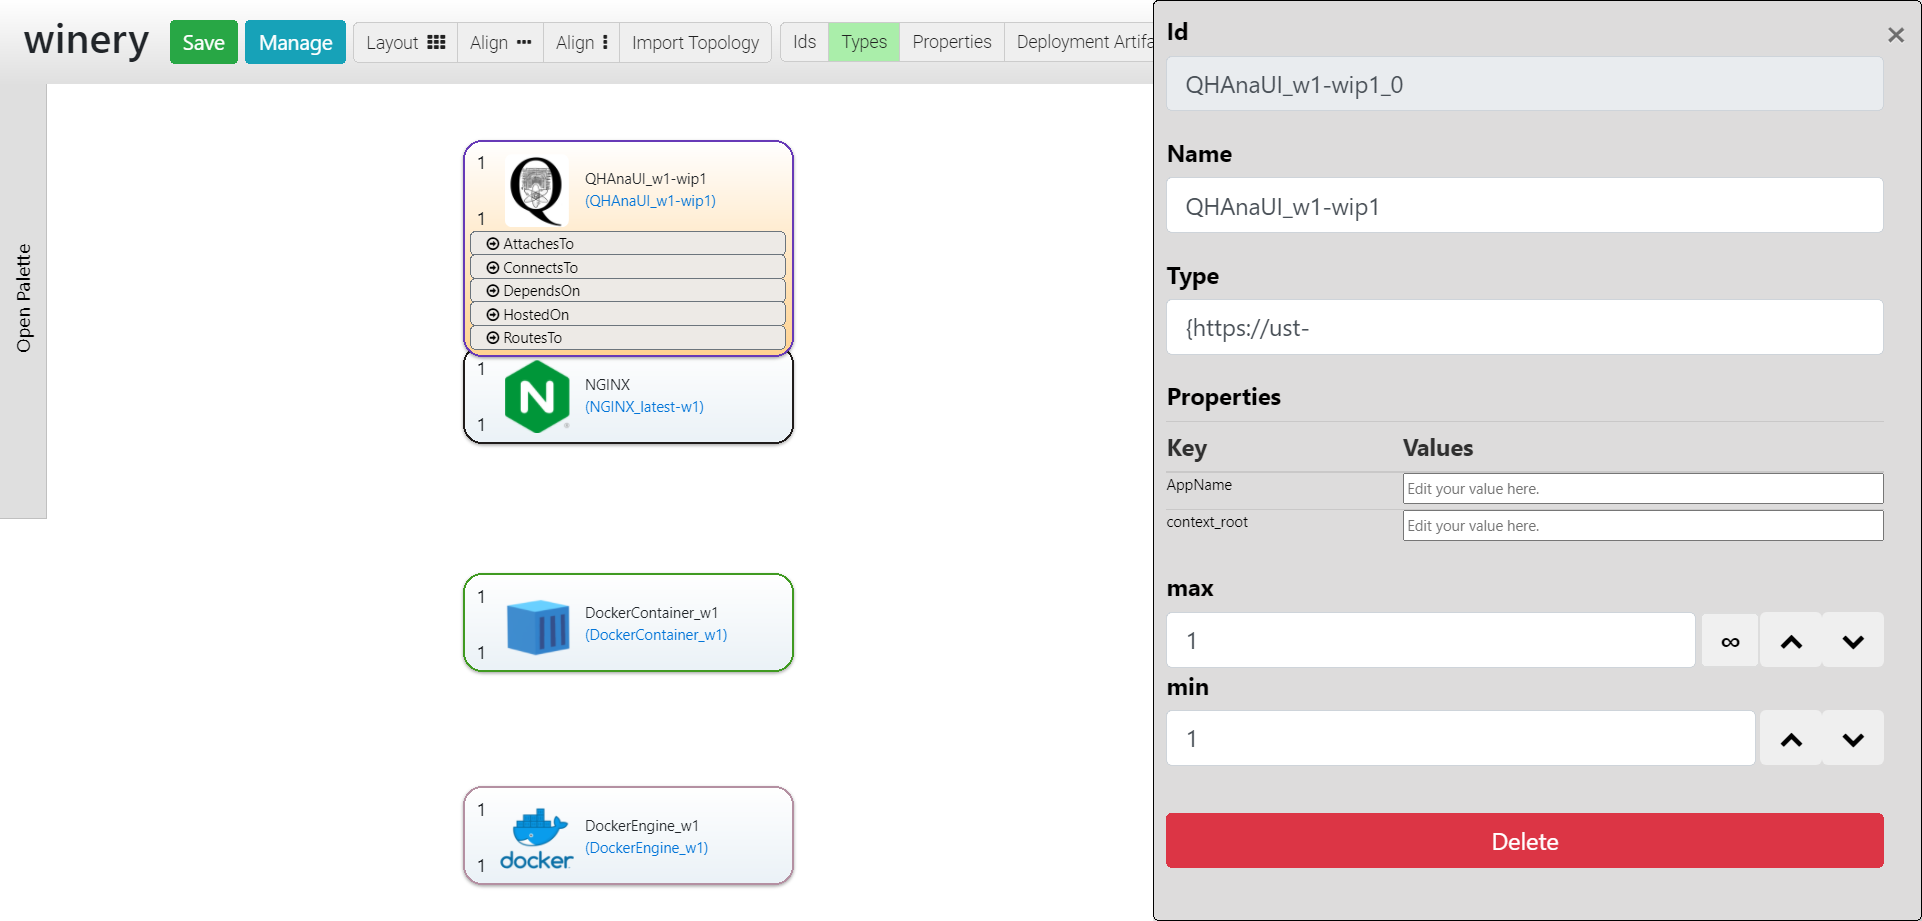 winery
Save
Manage
Layout
Align
Align
Import Topology
Ids
Types
Properties
Deployment Artifa
Open Palette
1
1
QHAnaUI_w1-wip1
(QHAnaUI_w1-wip1)
AttachesTo
ConnectsTo
DependsOn
HostedOn
RoutesTo
1
1
N
NGINX
(NGINX_latest-w1)
1
1
DockerContainer_w1
(DockerContainer_w1)
1
1
docker
DockerEngine_w1
(DockerEngine_w1)
Id
×
QHAnaUI_w1-wip1_0
Name
QHAnaUI_w1-wip1
Type
{https://ust-
Properties
Key Values
AppName Edit your value here.
context_root Edit your value here.
max
1 ∞
min
1
Delete